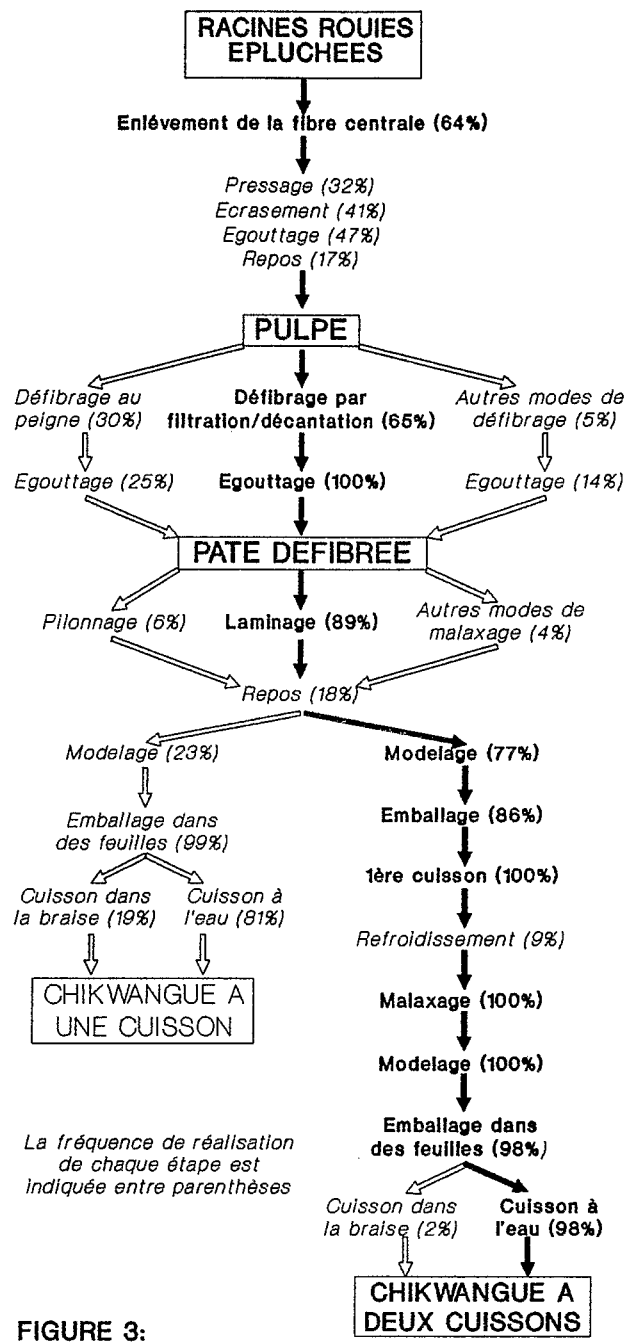 RACINES ROUIES
EPLUCHEES
Enlévement de la fibre centrale (64%)
Pressage (32%)
Ecrasement (41%)
Egouttage (47%)
Repos (17%)
PULPE
Défibrage au
peigne (30%)
Défibrage par
filtration/décantation (65%)
Autres modes de
défibrage (5%)
Egouttage (25%)
Egouttage (100%)
Egouttage (14%)
PATE DEFIBREE
Pilonnage (6%)
Laminage (89%)
Autres modes de
malaxage (4%)
Repos (18%)
Modelage (23%)
Modelage (77%)
Emballage dans
des feuilles (99%)
Emballage (86%)
1ère cuisson (100%)
Cuisson dans
la braise (19%)
Cuisson à
l'eau (81%)
Refroidissement (9%)
CHIKWANGUE A
UNE CUISSON
Malaxage (100%)
Modelage (100%)
Emballage dans
des feuilles (98%)
La fréquence de réalisation
de chaque étape est
indiquée entre parenthèses
Cuisson dans
la braise (2%)
Cuisson à
l'eau (98%)
CHIKWANGUE A
DEUX CUISSONS
FIGURE 3: